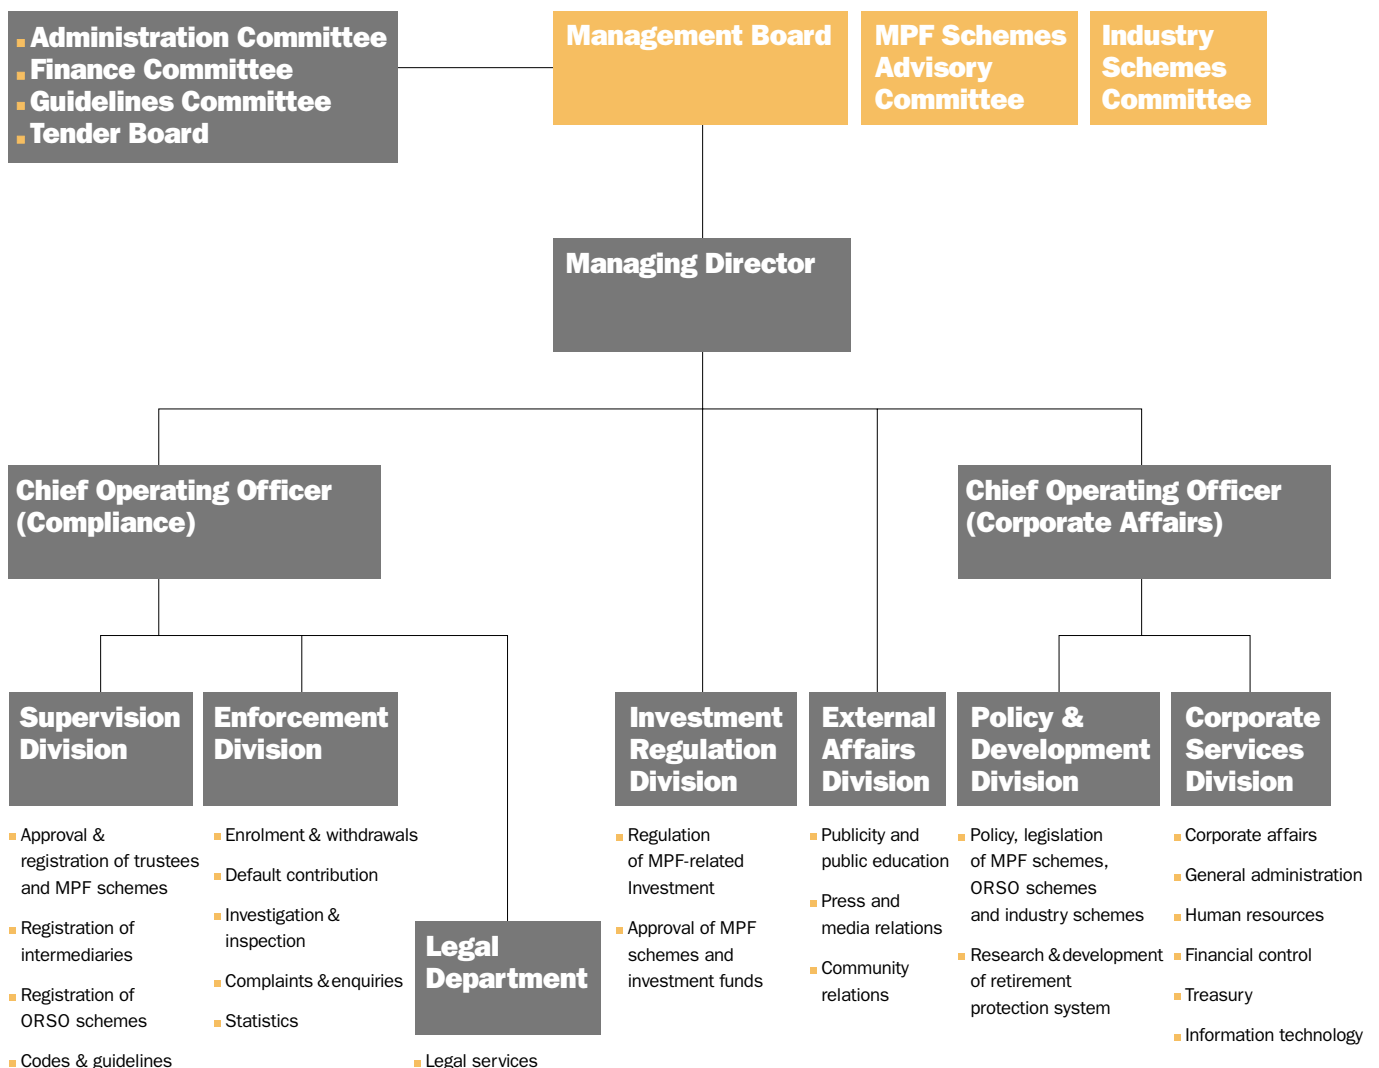 Administration Committee
Finance Committee
Guidelines Committee
Tender Board
Management Board
MPF Schemes
Advisory
Committee
Industry
Schemes
Committee
Managing Director
Chief Operating Officer
(Compliance)
Chief Operating Officer
(Corporate Affairs)
Supervision
Division
Approval &
registration of trustees
and MPF schemes
Registration of
intermediaries
Registration of
ORSO schemes
Codes & guidelines
Enforcement
Division
Enrolment & withdrawals
Default contribution
Investigation &
inspection
Complaints & enquiries
Statistics
Legal
Department
Legal services
Investment
Regulation
Division
Regulation
of MPF-related
Investment
Approval of MPF
schemes and
investment funds
External
Affairs
Division
Publicity and
public education
Press and
media relations
Community
relations
Policy &
Development
Division
Policy, legislation
of MPF schemes,
ORSO schemes
and industry schemes
Research & development
of retirement
protection system
Corporate
Services
Division
Corporate affairs
General administration
Human resources
Financial control
Treasury
Information technology